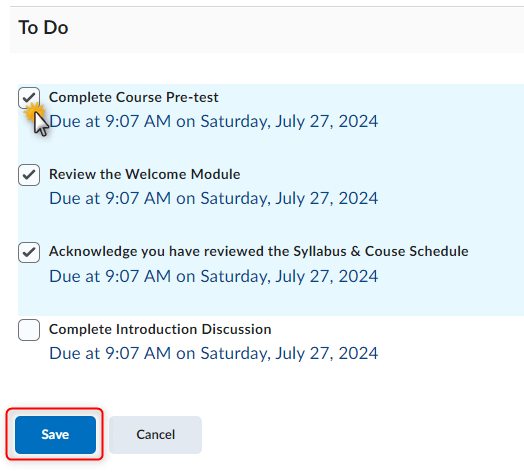 To Do
Complete Course Pre-test
Due at 9:07 AM on Saturday, July 27, 2024
Review the Welcome Module
Due at 9:07 AM on Saturday, July 27, 2024
Acknowledge you have reviewed the Syllabus & Couse Schedule
Due at 9:07 AM on Saturday, July 27, 2024
Complete Introduction Discussion
Due at 9:07 AM on Saturday, July 27, 2024
Save Cancel